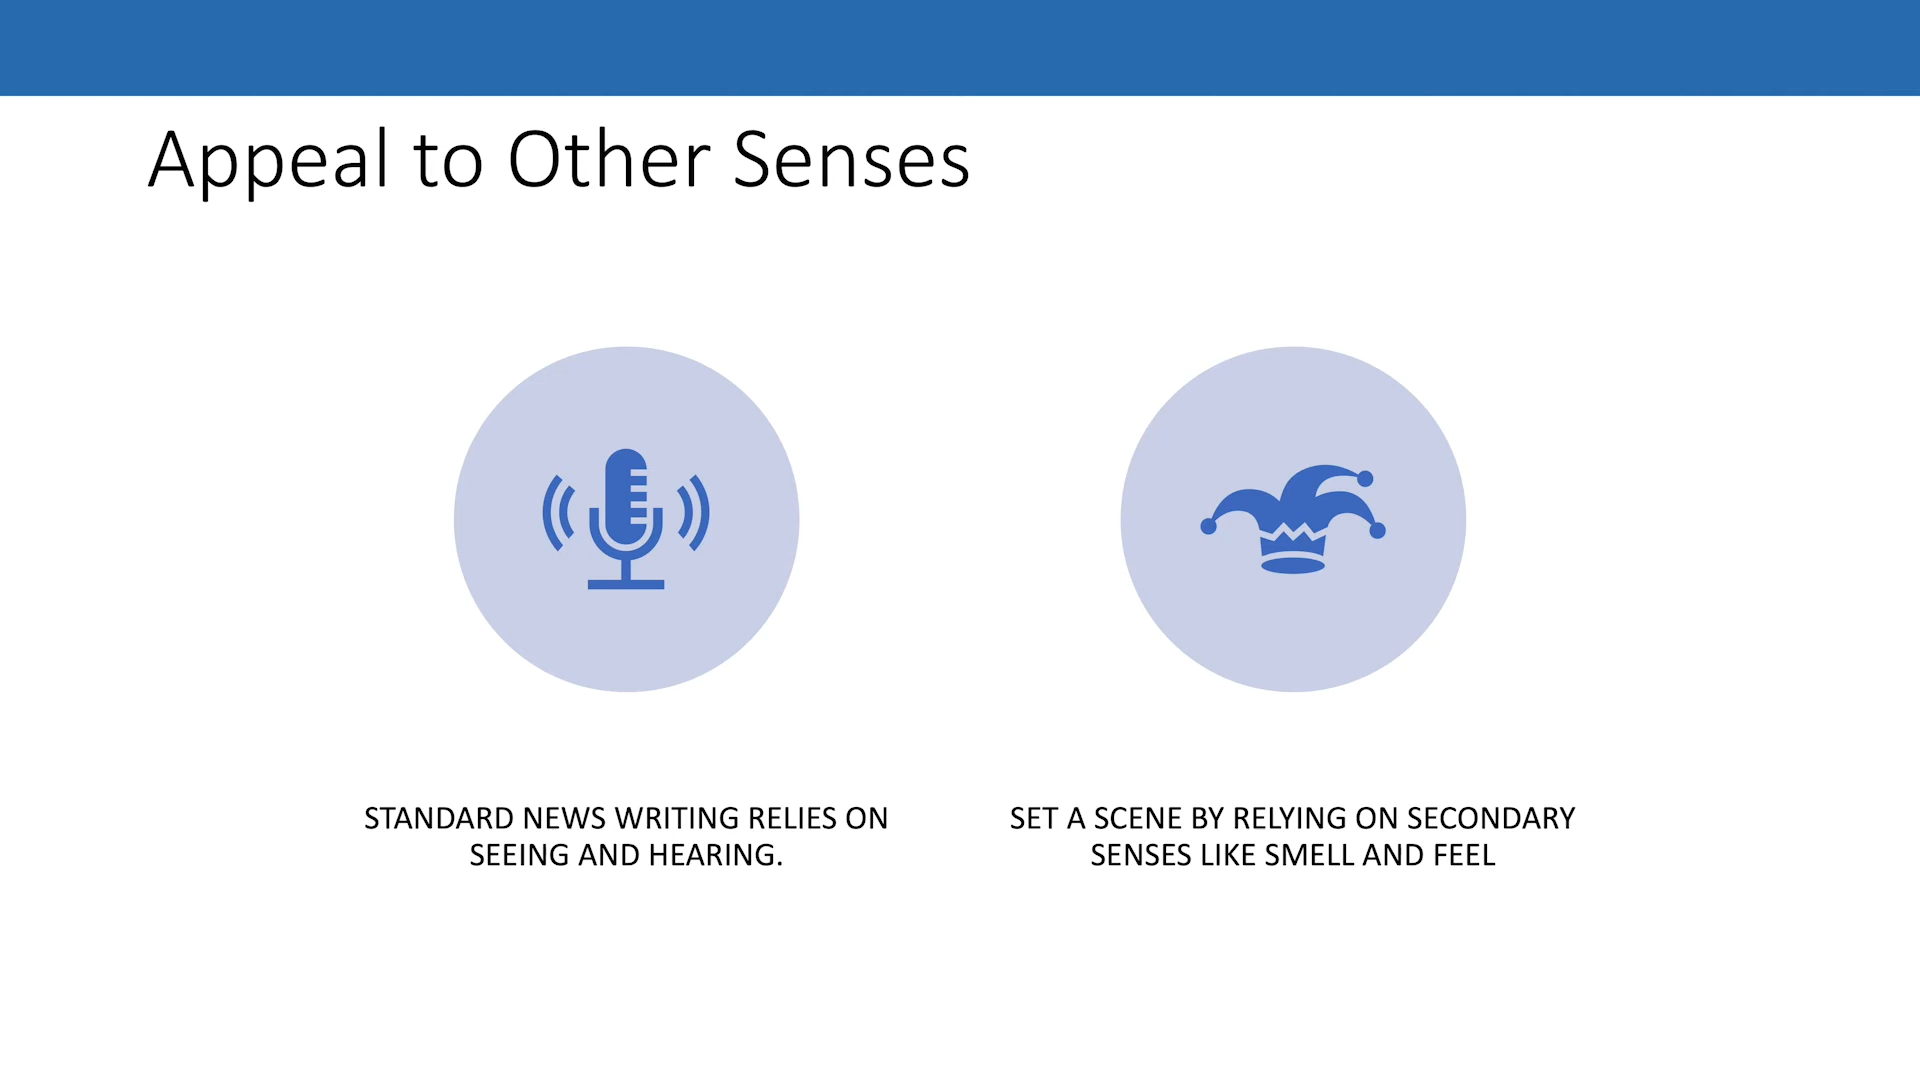 Appeal to Other Senses
STANDARD NEWS WRITING RELIES ON
SEEING AND HEARING.
SET A SCENE BY RELYING ON SECONDARY
SENSES LIKE SMELL AND FEEL